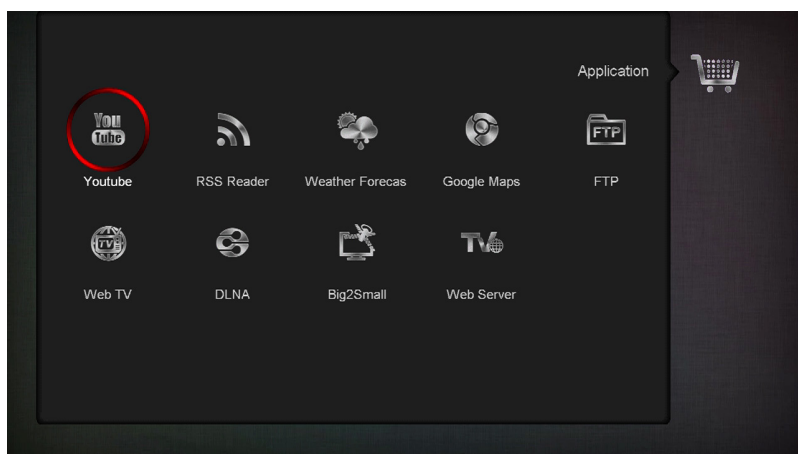 Application
You
Tube
FTP
Youtube
RSS Reader
Weather Forecas
Google Maps
FTP
TV
TV
Web TV
DLNA
Big2Small
Web Server